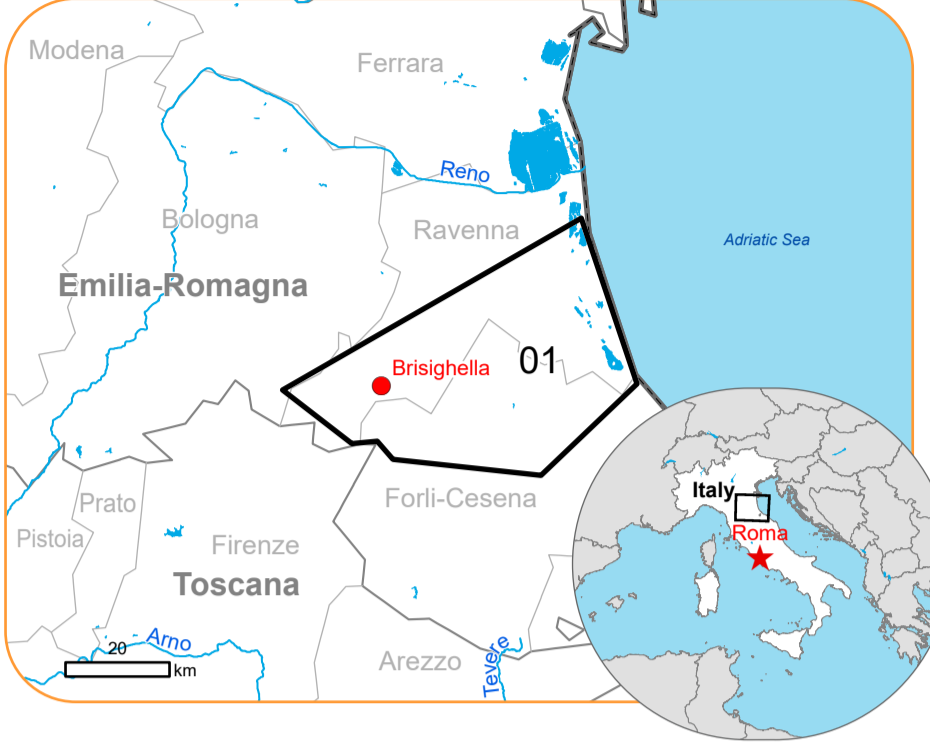 Modena
Ferrara
Reno
Bologna
Ravenna
Adriatic Sea
Emilia-Romagna
Brisighella
01
Italy
Roma
Prato
Forli-Cesena
Pistoia
Firenze
Toscana
Arno
20
km
Arezzo
Tevere